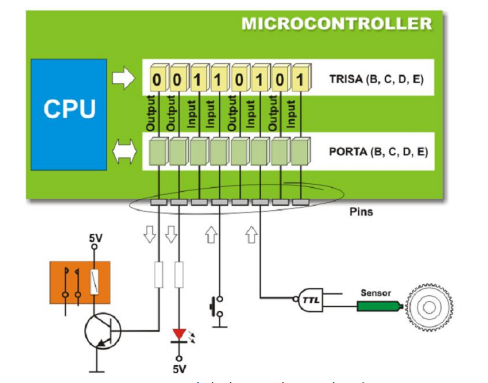 MICROCONTROLLER
CPU
0 0 1 1 0 1 0 1
TRISA (B, C, D, E)
Output
Output
Input
Input
Output
Input
Output
Input
PORTA (B, C, D, E)
Pins
5V
5V
TTL
Sensor